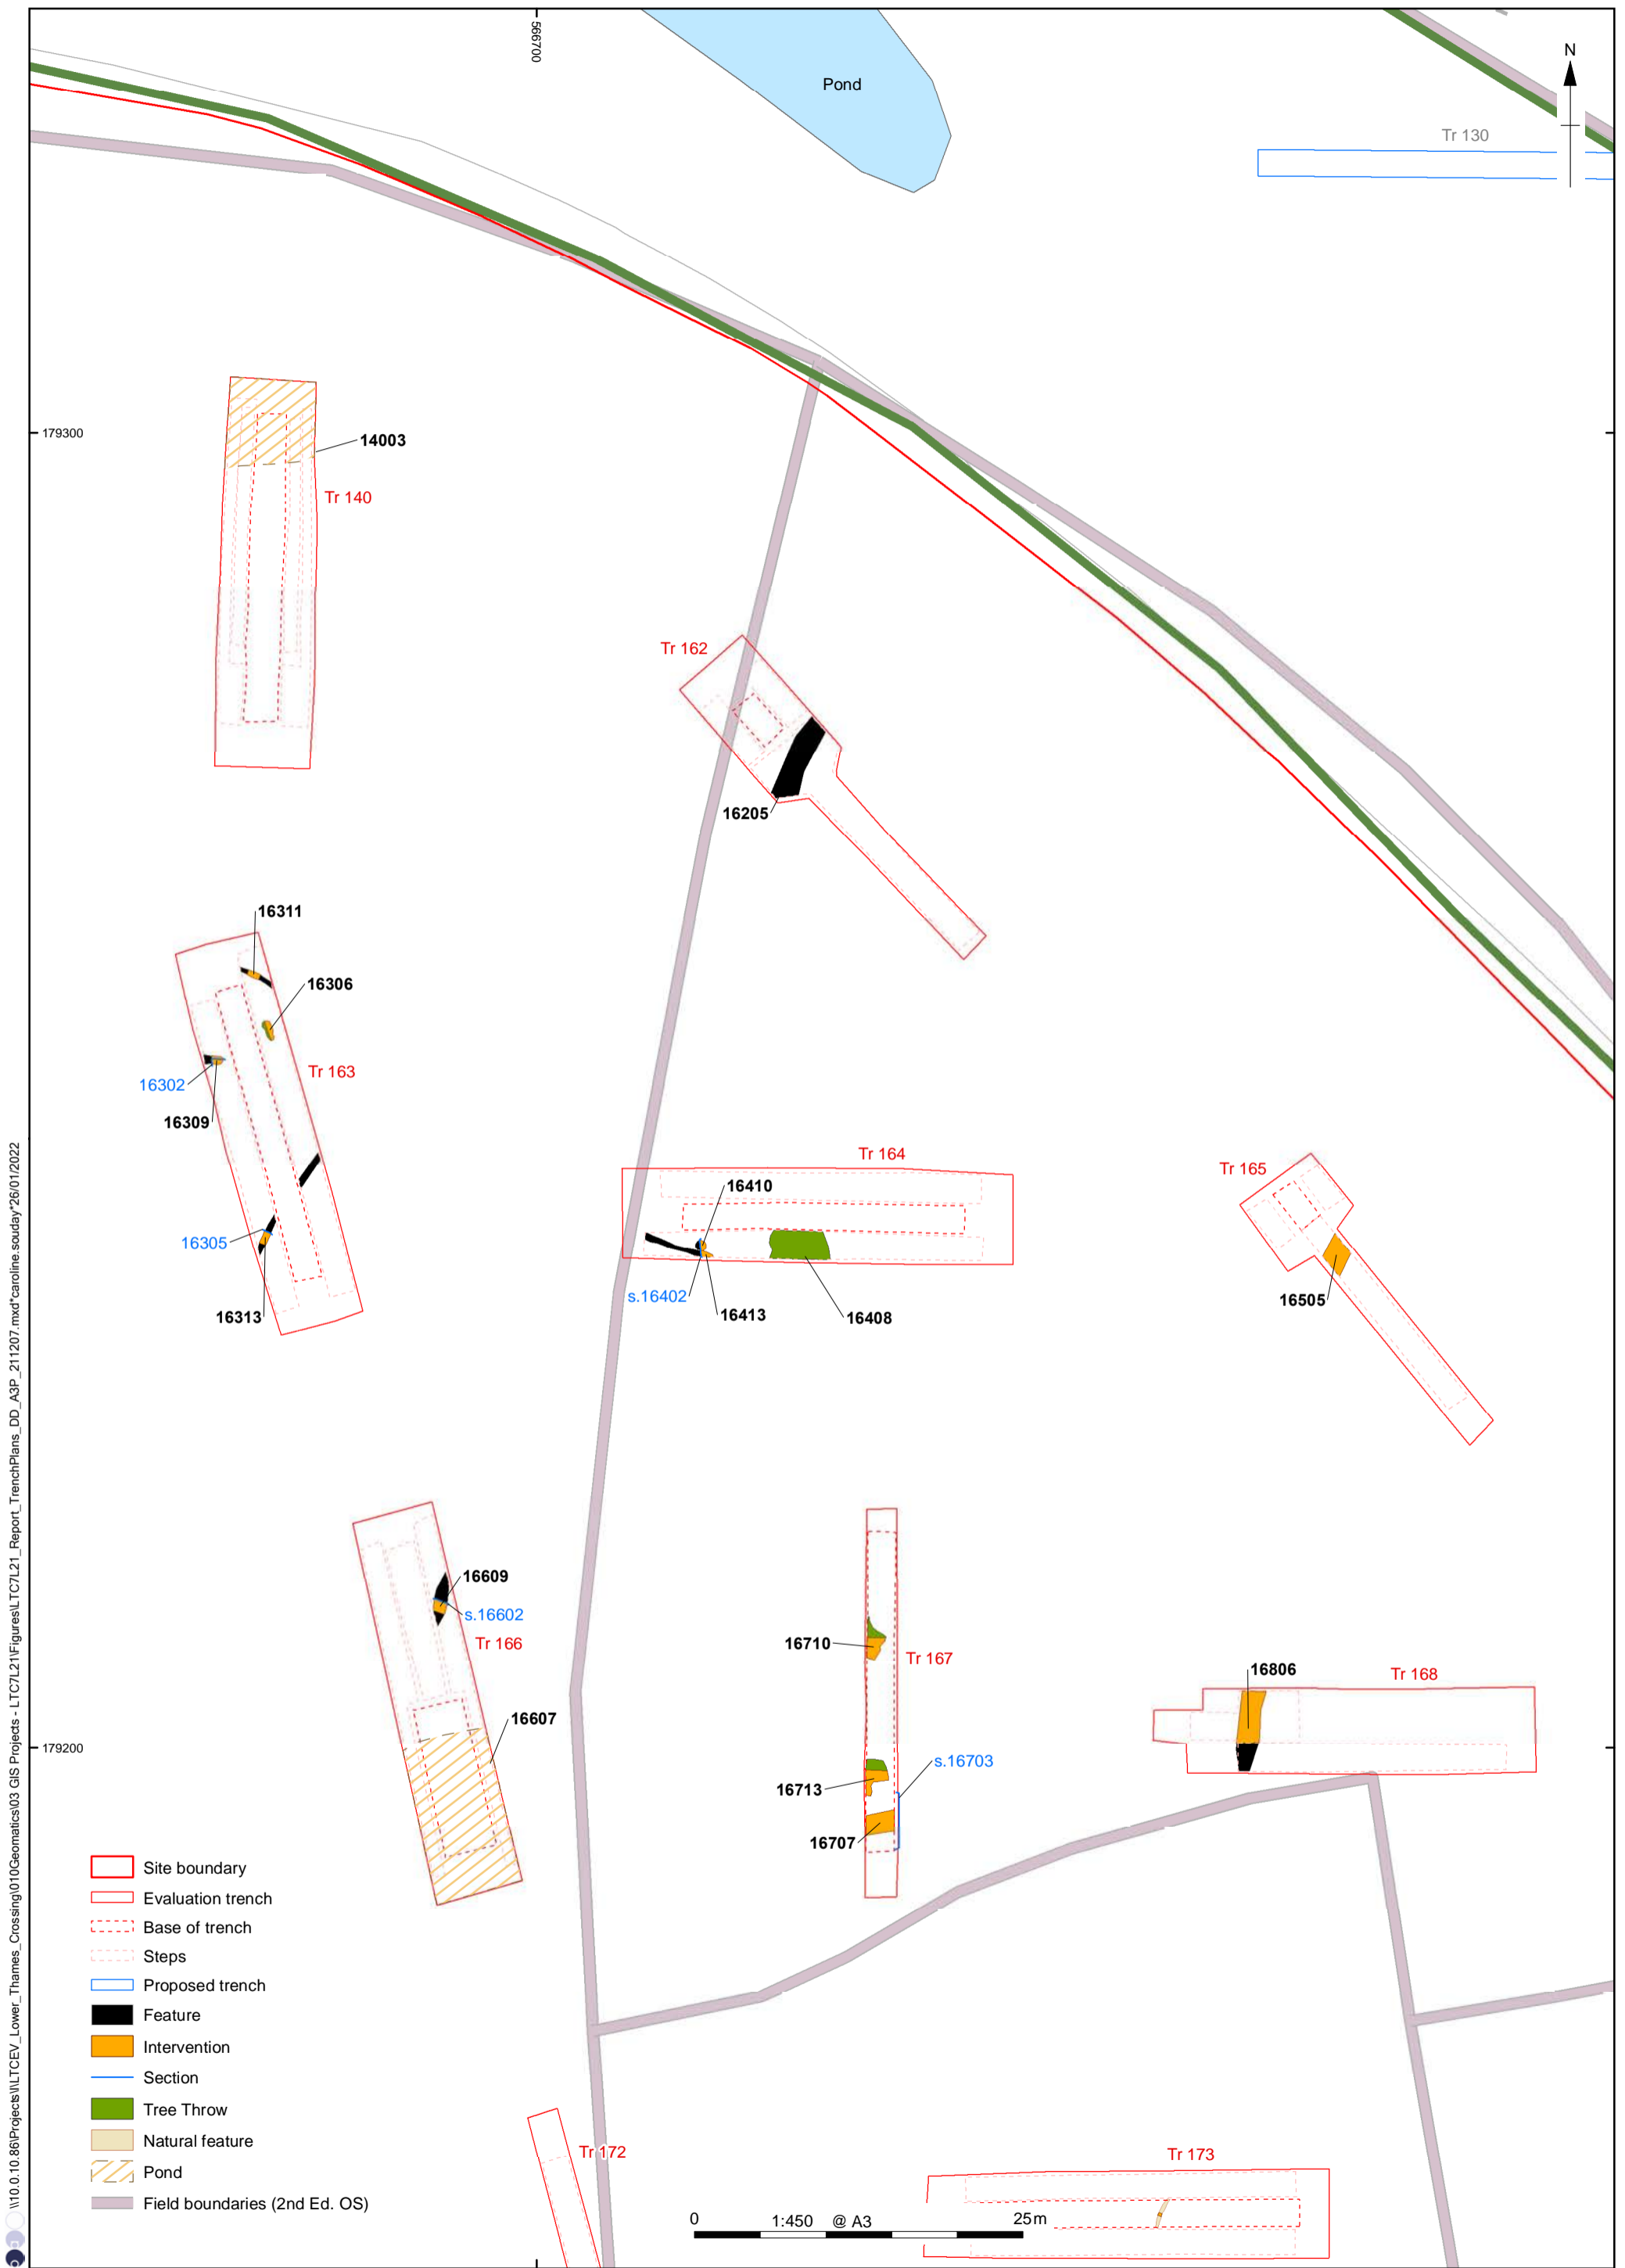 566700
Pond
N
Tr 130
179300
14003
Tr 140
Tr 162
16205
16311
16306
16302
Tr 163
16309
16305
16313
Tr 164
16410
s.16402
16413
16408
Tr 165
16505
16609
s.16602
Tr 166
16607
16710
Tr 167
16806
Tr 168
179200
s.16703
16713
16707
Site boundary
Evaluation trench
Base of trench
Steps
Proposed trench
Feature
Intervention
Section
Tree Throw
Natural feature
Pond
Field boundaries (2nd Ed. OS)
Tr 172
Tr 173
0 1:450 @ A3 25m
\\10.0.10.86\Projects\l\LTCEV_Lower_Thames_Crossing\010Geomatics\03 GIS Projects - LTC7L21\Figures\LTC7L21_Report_TrenchPlans_DD_A3P_211207.mxd*caroline.souday*26/01/2022